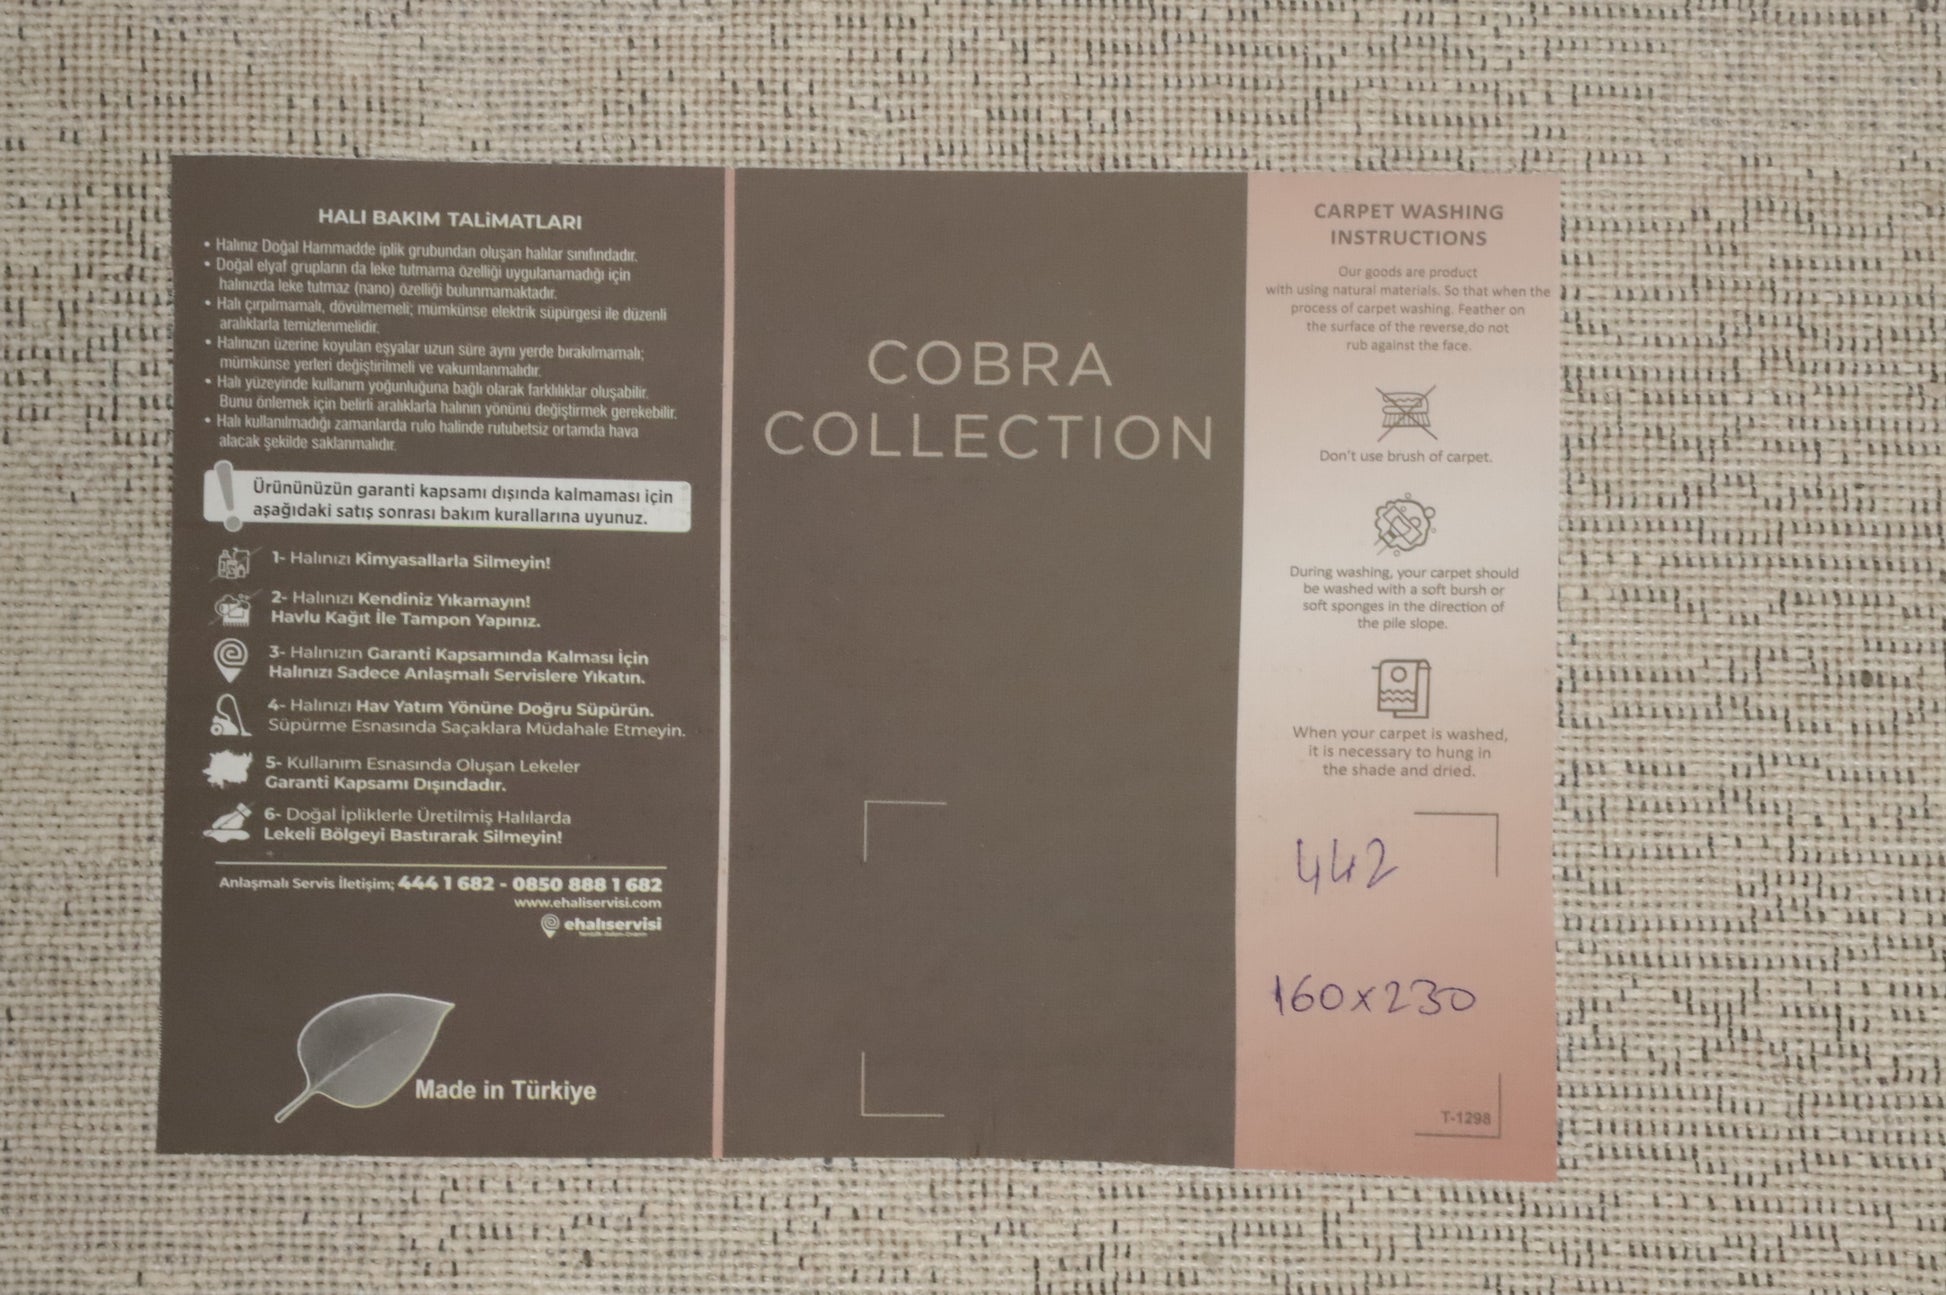 HALI BAKIM TALiMATLARI
• Halınız Doğal Hammadde iplik grubundan oluşan halılar sınıfındadır.
• Doğal elyaf grupların da leke tutmama özelliği uygulanamadığı için
halınızda leke tutmaz (nano) özelliği bulunmamaktadır.
• Halı çırpılmamalı, dövülmemeli; mümkünse elektrik süpürgesi ile düzenli
aralıklarla temizlenmelidir.
• Halınızın üzerine koyulan eşyalar uzun süre aynı yerde bırakılmamalı;
mümkünse yerleri değiştirilmeli ve vakumlanmalıdır.
• Halı yüzeyinde kullanım yoğunluğuna bağlı olarak farklılıklar oluşabilir.
Bunu önlemek için belirli aralıklarla halının yönünü değiştirmek gerekebilir.
• Halı kullanılmadığı zamanlarda rulo halinde rutubetsiz ortamda hava
alacak şekilde saklanmalıdır.
Ürününüzün garanti kapsamı dışında kalmaması için
aşağıdaki satış sonrası bakım kurallarına uyunuz.
1- Halınızı Kimyasallarla Silmeyin!
2- Halınızı Kendiniz Yıkamayın!
Havlu Kağıt İle Tampon Yapınız.
3- Halınızın Garanti Kapsamında Kalması İçin
Halınızı Sadece Anlaşmalı Servislere Yıkatın.
4- Halınızı Hav Yatım Yönüne Doğru Süpürün.
Süpürme Esnasında Saçaklara Müdahale Etmeyin.
5- Kullanım Esnasında Oluşan Lekeler
Garanti Kapsamı Dışındadır.
6- Doğal İpliklerle Üretilmiş Halılarda
Lekeli Bölgeyi Bastırarak Silmeyin!
Anlaşmalı Servis İletişim; 444 1 682 - 0850 888 1 682
www.ehaliservisi.com
ehalıservisi
Made in Türkiye
COBRA
COLLECTION
CARPET WASHING
INSTRUCTIONS
Our goods are product
with using natural materials. So that when the
process of carpet washing. Feather on
the surface of the reverse,do not
rub against the face.
Don't use brush of carpet.
During washing, your carpet should
be washed with a soft bursh or
soft sponges in the direction of
the pile slope.
When your carpet is washed,
it is necessary to hung in
the shade and dried.
442
160x230
T-1298